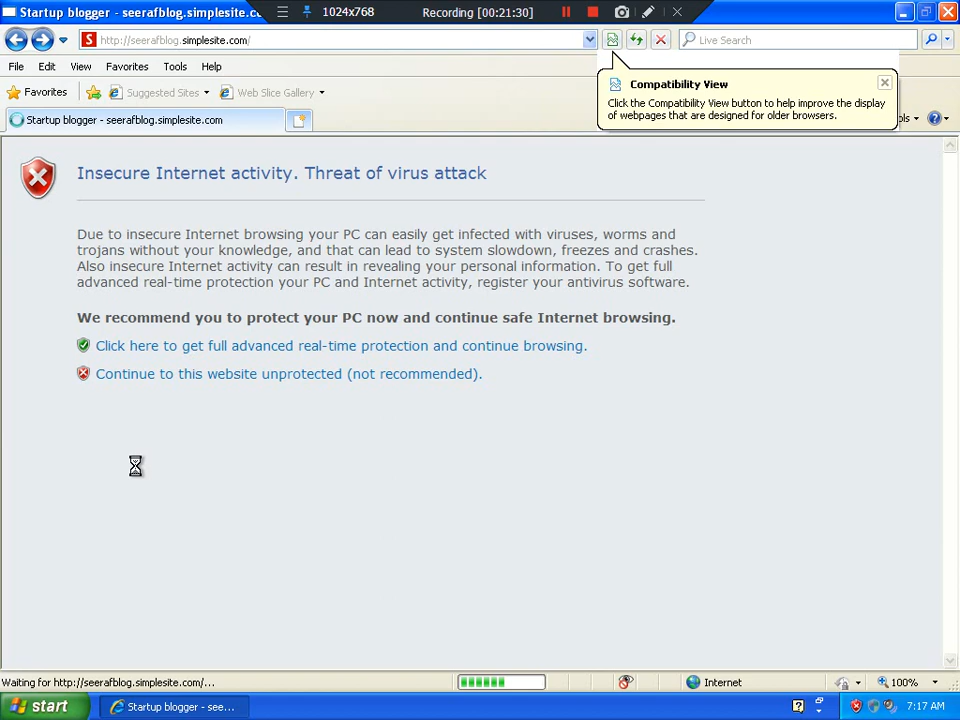 Startup blogger - seerafblog.simplesite.co
1024x768
Recording [00:21:30]
http://seerafblog.simplesite.com/
Live Search
File Edit View Favorites Tools Help
Favorites Suggested Sites Web Slice Gallery
Startup blogger - seerafblog.simplesite.com
Compatibility View
Click the Compatibility View button to help improve the display
of webpages that are designed for older browsers.
ols
Insecure Internet activity. Threat of virus attack
Due to insecure Internet browsing your PC can easily get infected with viruses, worms and
trojans without your knowledge, and that can lead to system slowdown, freezes and crashes.
Also insecure Internet activity can result in revealing your personal information. To get full
advanced real-time protection your PC and Internet activity, register your antivirus software.
We recommend you to protect your PC now and continue safe Internet browsing.
Click here to get full advanced real-time protection and continue browsing.
Continue to this website unprotected (not recommended).
Waiting for http://seerafblog.simplesite.com/...
Internet
100%
start
Startup blogger - see...
7:17 AM